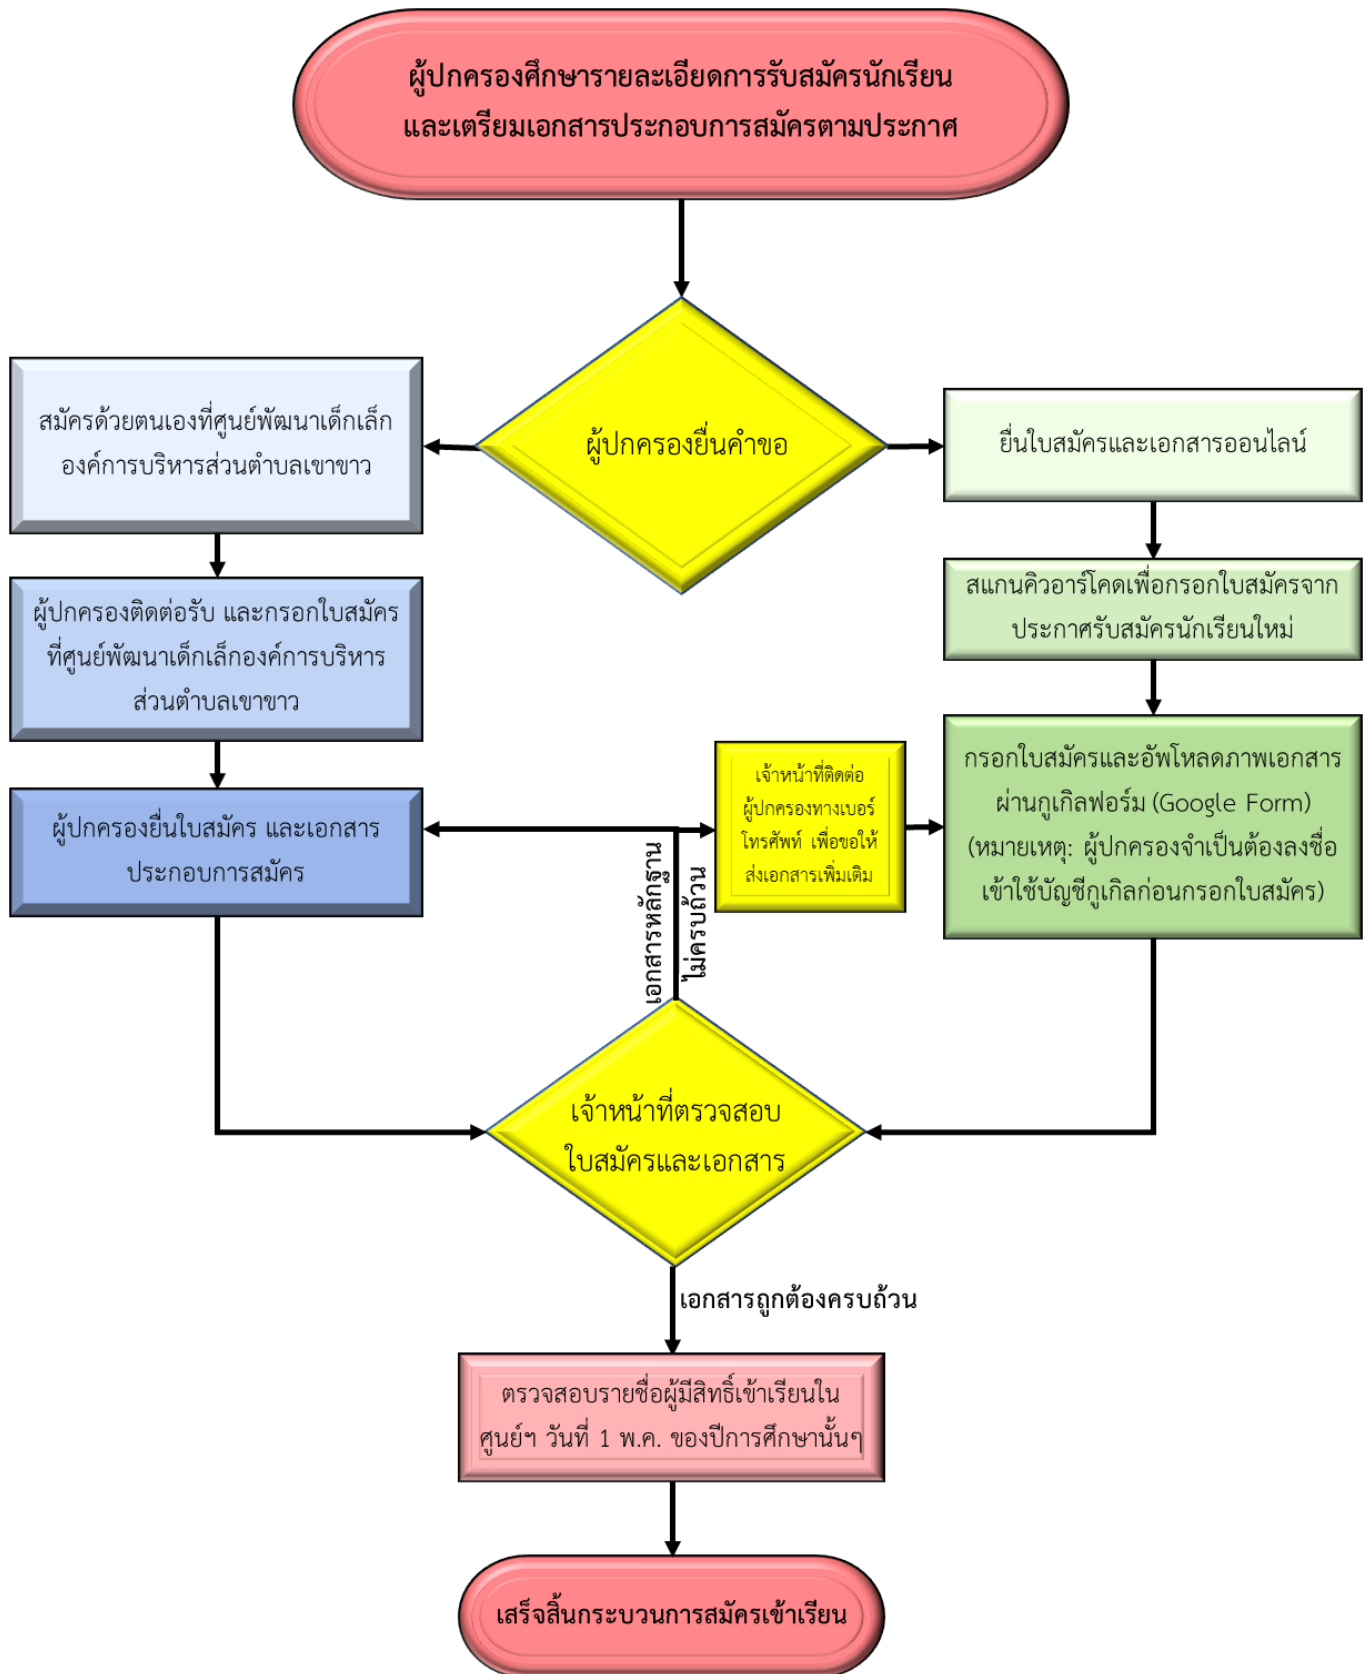 ผู้ปกครองศึกษารายละเอียดการรับสมัครนักเรียน
และเตรียมเอกสารประกอบการสมัครตามประกาศ
ผู้ปกครองยื่นคำขอ
สมัครด้วยตนเองที่ศูนย์พัฒนาเด็กเล็ก
องค์การบริหารส่วนตำบลเขาขาว
ผู้ปกครองติดต่อรับ และกรอกใบสมัคร
ที่ศูนย์พัฒนาเด็กเล็กองค์การบริหาร
ส่วนตำบลเขาขาว
ผู้ปกครองยื่นใบสมัคร และเอกสาร
ประกอบการสมัคร
ยื่นใบสมัครและเอกสารออนไลน์
สแกนคิวอาร์โคดเพื่อกรอกใบสมัครจาก
ประกาศรับสมัครนักเรียนใหม่
กรอกใบสมัครและอัพโหลดภาพเอกสาร
ผ่านกูเกิลฟอร์ม (Google Form)
(หมายเหตุ: ผู้ปกครองจำเป็นต้องลงชื่อ
เข้าใช้บัญชีกูเกิลก่อนกรอกใบสมัคร)
เจ้าหน้าที่ติดต่อ
ผู้ปกครองทางเบอร์
โทรศัพท์ เพื่อขอให้
ส่งเอกสารเพิ่มเติม
เอกสารหลักฐาน
ไม่ครบถ้วน
เจ้าหน้าที่ตรวจสอบ
ใบสมัครและเอกสาร
เอกสารถูกต้องครบถ้วน
ตรวจสอบรายชื่อผู้มีสิทธิ์เข้าเรียนใน
ศูนย์ฯ วันที่ 1 พ.ค. ของปีการศึกษานั้นๆ
เสร็จสิ้นกระบวนการสมัครเข้าเรียน